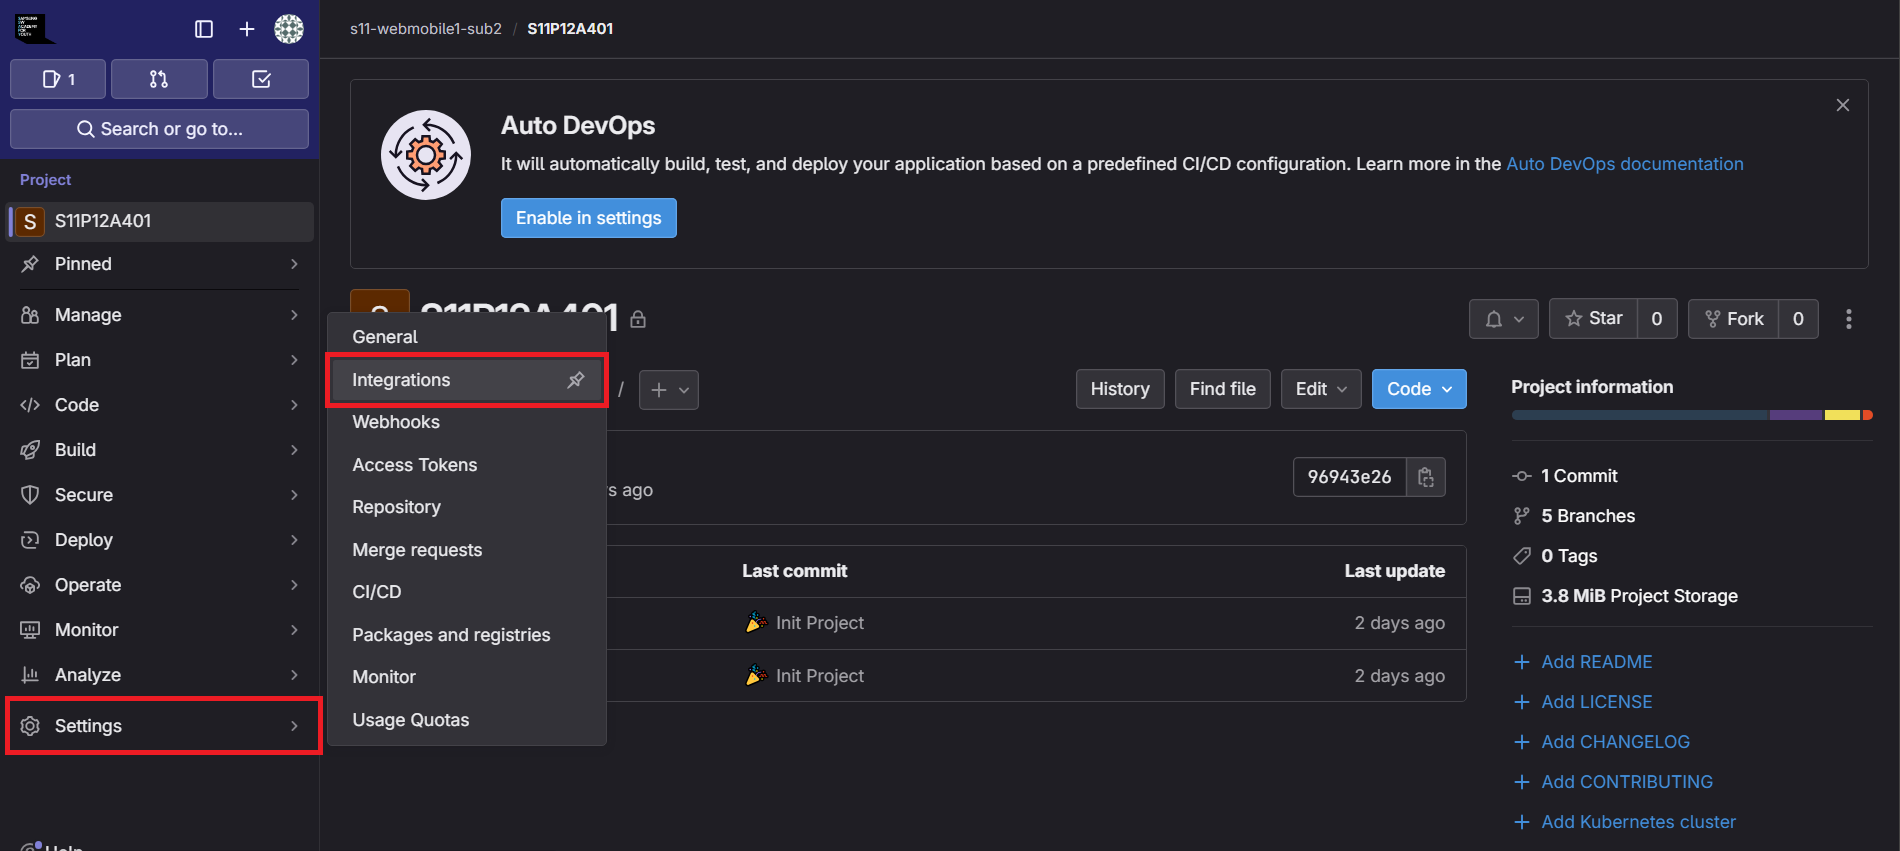 SAMSUNG
SW ACADEMY
FOR
YOUTH
1
Search or go to...
Project
S S11P12A401
Pinned
Manage
Plan
Code
Build
Secure
Deploy
Operate
Monitor
Analyze
Settings
Help
s11-webmobile1-sub2 / S11P12A401
Auto DevOps
It will automatically build, test, and deploy your application based on a predefined CI/CD configuration. Learn more in the Auto DevOps documentation
Enable in settings
S S11P12A401
Star 0
Fork 0
General
Integrations
Webhooks
Access Tokens
Repository
Merge requests
CI/CD
Packages and registries
Monitor
Usage Quotas
/
History
Find file
Edit
Code
ago
96943e26
Last commit Last update
Init Project 2 days ago
Init Project 2 days ago
Project information
1 Commit
5 Branches
0 Tags
3.8 MiB Project Storage
Add README
Add LICENSE
Add CHANGELOG
Add CONTRIBUTING
Add Kubernetes cluster